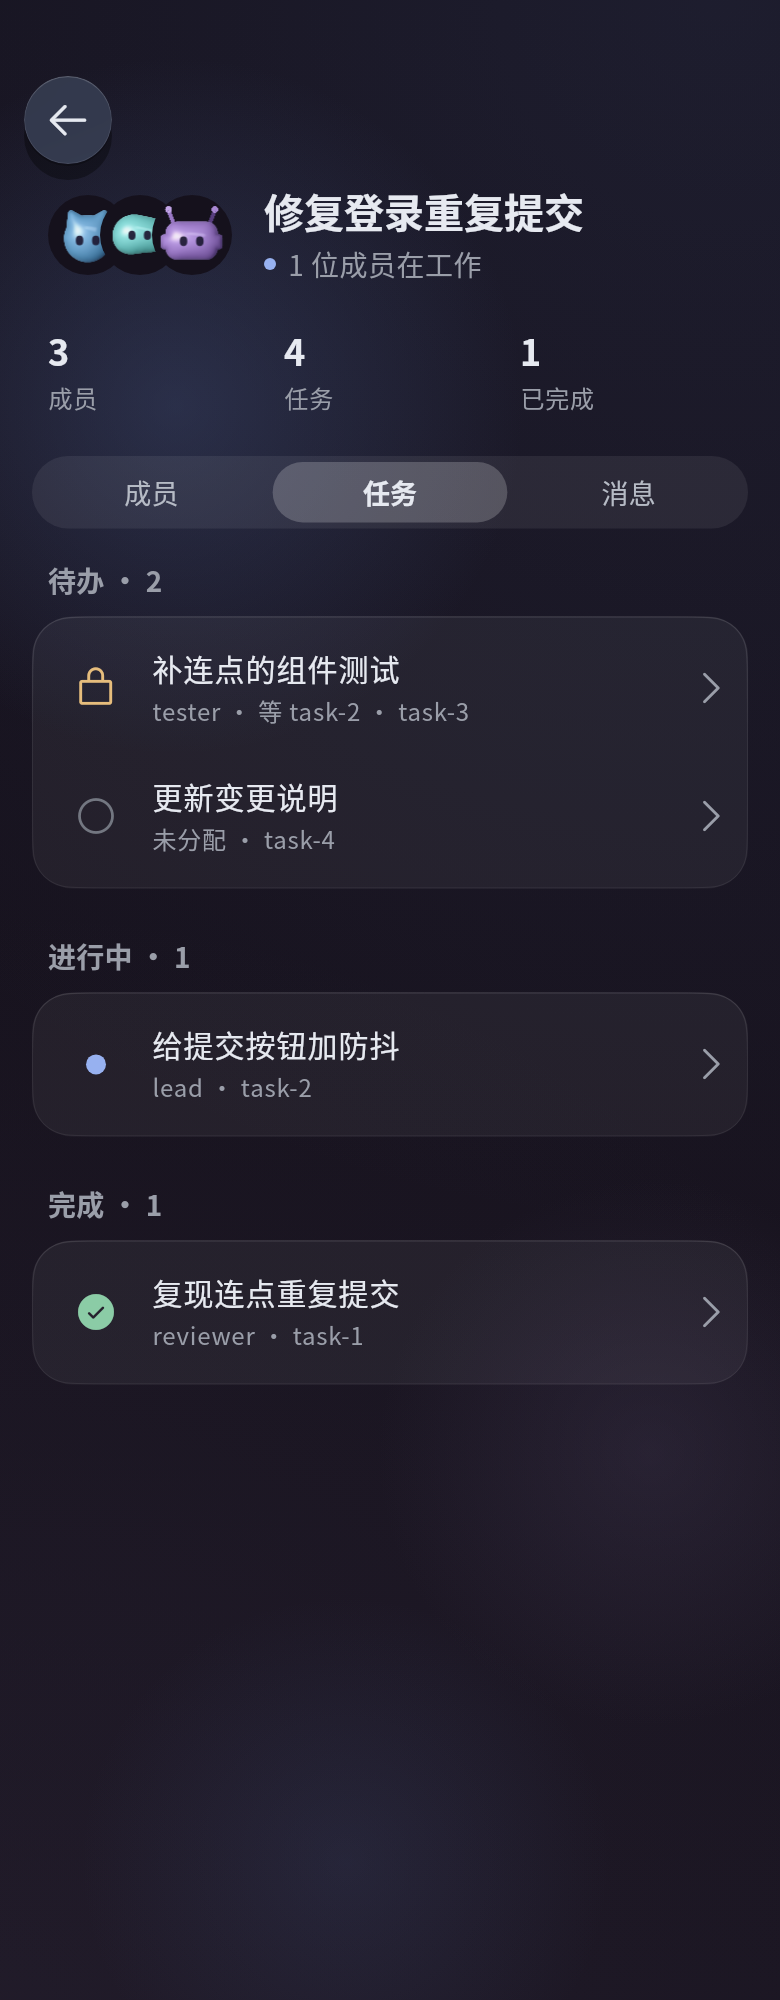 修复登录重复提交
1 位成员在工作
3
4
1
成员
任务
已完成
成员
任务
消息
待办 · 2
补连点的组件测试
tester · 等 task-2 · task-3
更新变更说明
未分配 · task-4
进行中 · 1
给提交按钮加防抖
lead · task-2
完成 · 1
复现连点重复提交
reviewer · task-1